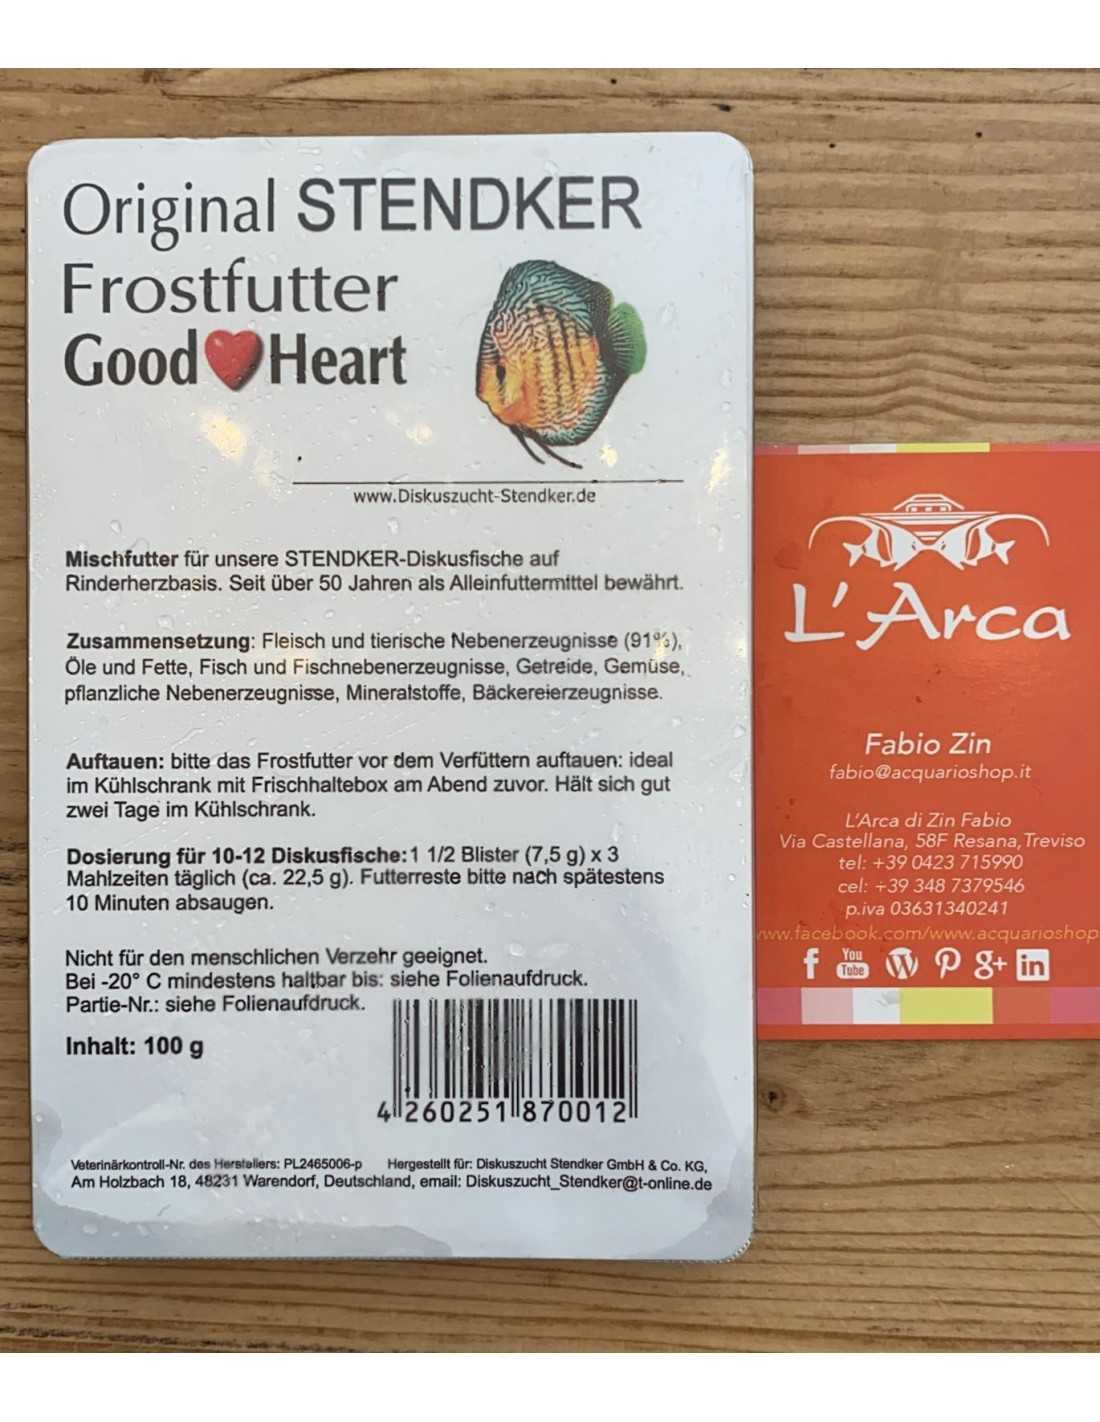 Original STENDKER
Frostfutter
Good Heart
www.Diskuszucht-Stendker.de
Mischfutter für unsere STENDKER-Diskusfische auf
Rinderherzbasis. Seit über 50 Jahren als Alleinfuttermittel bewährt.
Zusammensetzung: Fleisch und tierische Nebenerzeugnisse (91%),
Öle und Fette, Fisch und Fischnebenerzeugnisse, Getreide, Gemüse,
pflanzliche Nebenerzeugnisse, Mineralstoffe, Bäckereierzeugnisse.
Auftauen: bitte das Frostfutter vor dem Verfüttern auftauen: ideal
im Kühlschrank mit Frischhaltebox am Abend zuvor. Hält sich gut
zwei Tage im Kühlschrank.
Dosierung für 10-12 Diskusfische: 1 1/2 Blister (7,5 g) x 3
Mahlzeiten täglich (ca. 22,5 g). Futterreste bitte nach spätestens
10 Minuten absaugen.
Nicht für den menschlichen Verzehr geeignet.
Bei -20° C mindestens haltbar bis: siehe Folienaufdruck.
Partie-Nr.: siehe Folienaufdruck.
Inhalt: 100 g
4 260251 870012
Veterinärkontroll-Nr. des Herstellers: PL2465006-p Hergestellt für: Diskuszucht Stendker GmbH & Co. KG,
Am Holzbach 18, 48231 Warendorf, Deutschland, email: Diskuszucht_Stendker@t-online.de
L'Arca
Fabio Zin
fabio@acquarioshop.it
L'Arca di Zin Fabio
Via Castellana, 58F Resana, Treviso
tel: +39 0423 715990
cel: +39 348 7379546
p.iva 03631340241
www.facebook.com/www.acquarioshop
f You Tube W P g+ in